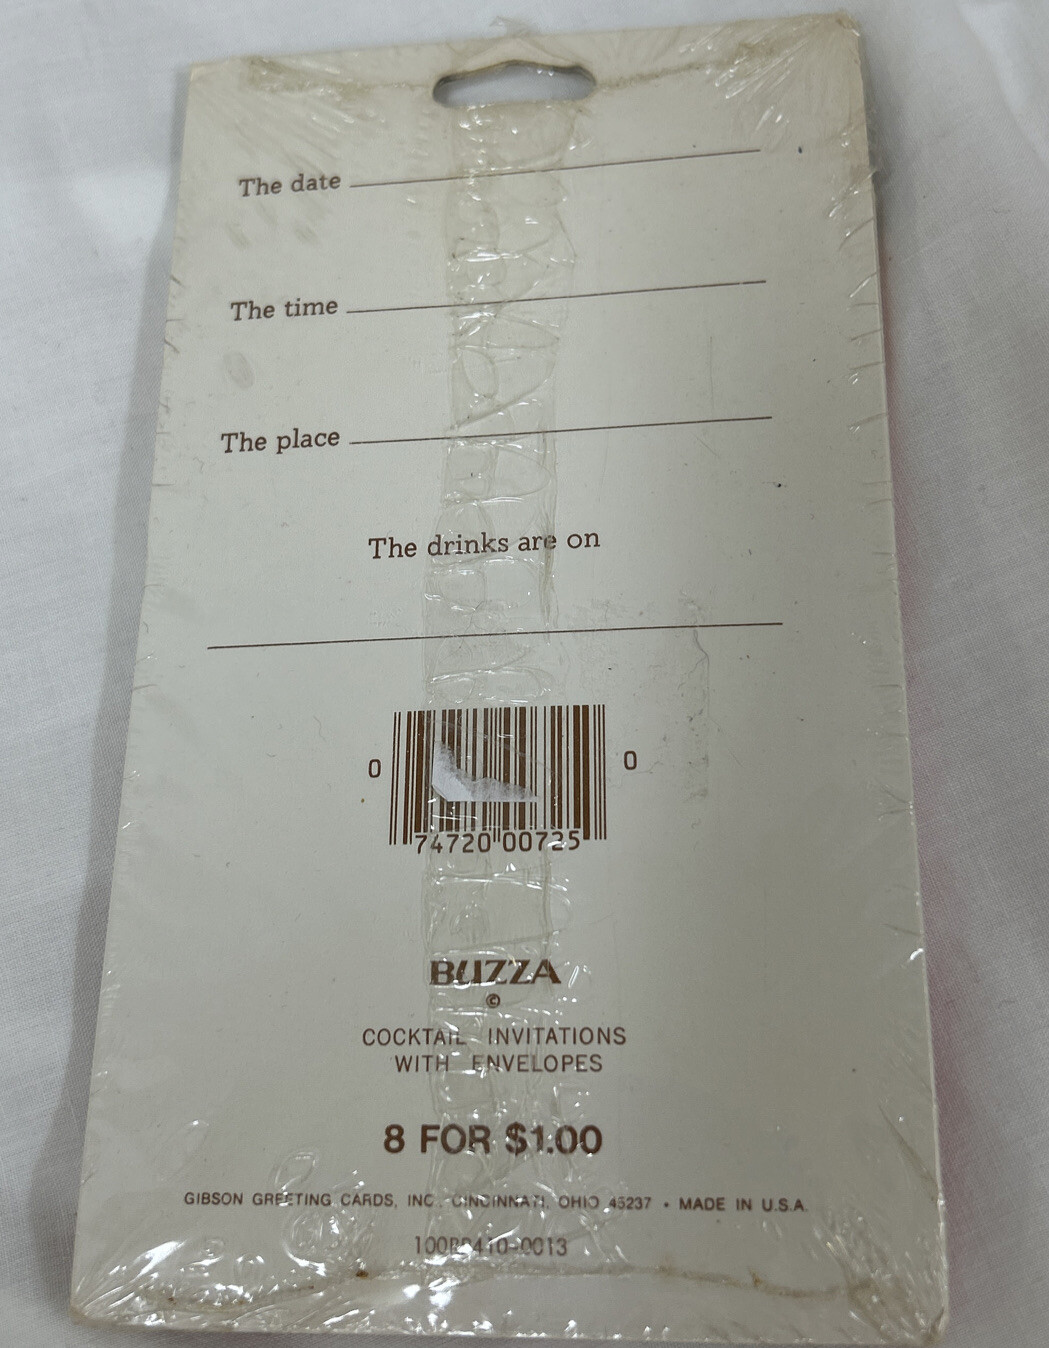 The date
The time
The place
The drinks are on
0 74720 00725 0
BUZZA
©
COCKTAIL INVITATIONS
WITH ENVELOPES
8 FOR $1.00
GIBSON GREETING CARDS, INC. CINCINNATI, OHIO 45237 • MADE IN U.S.A.